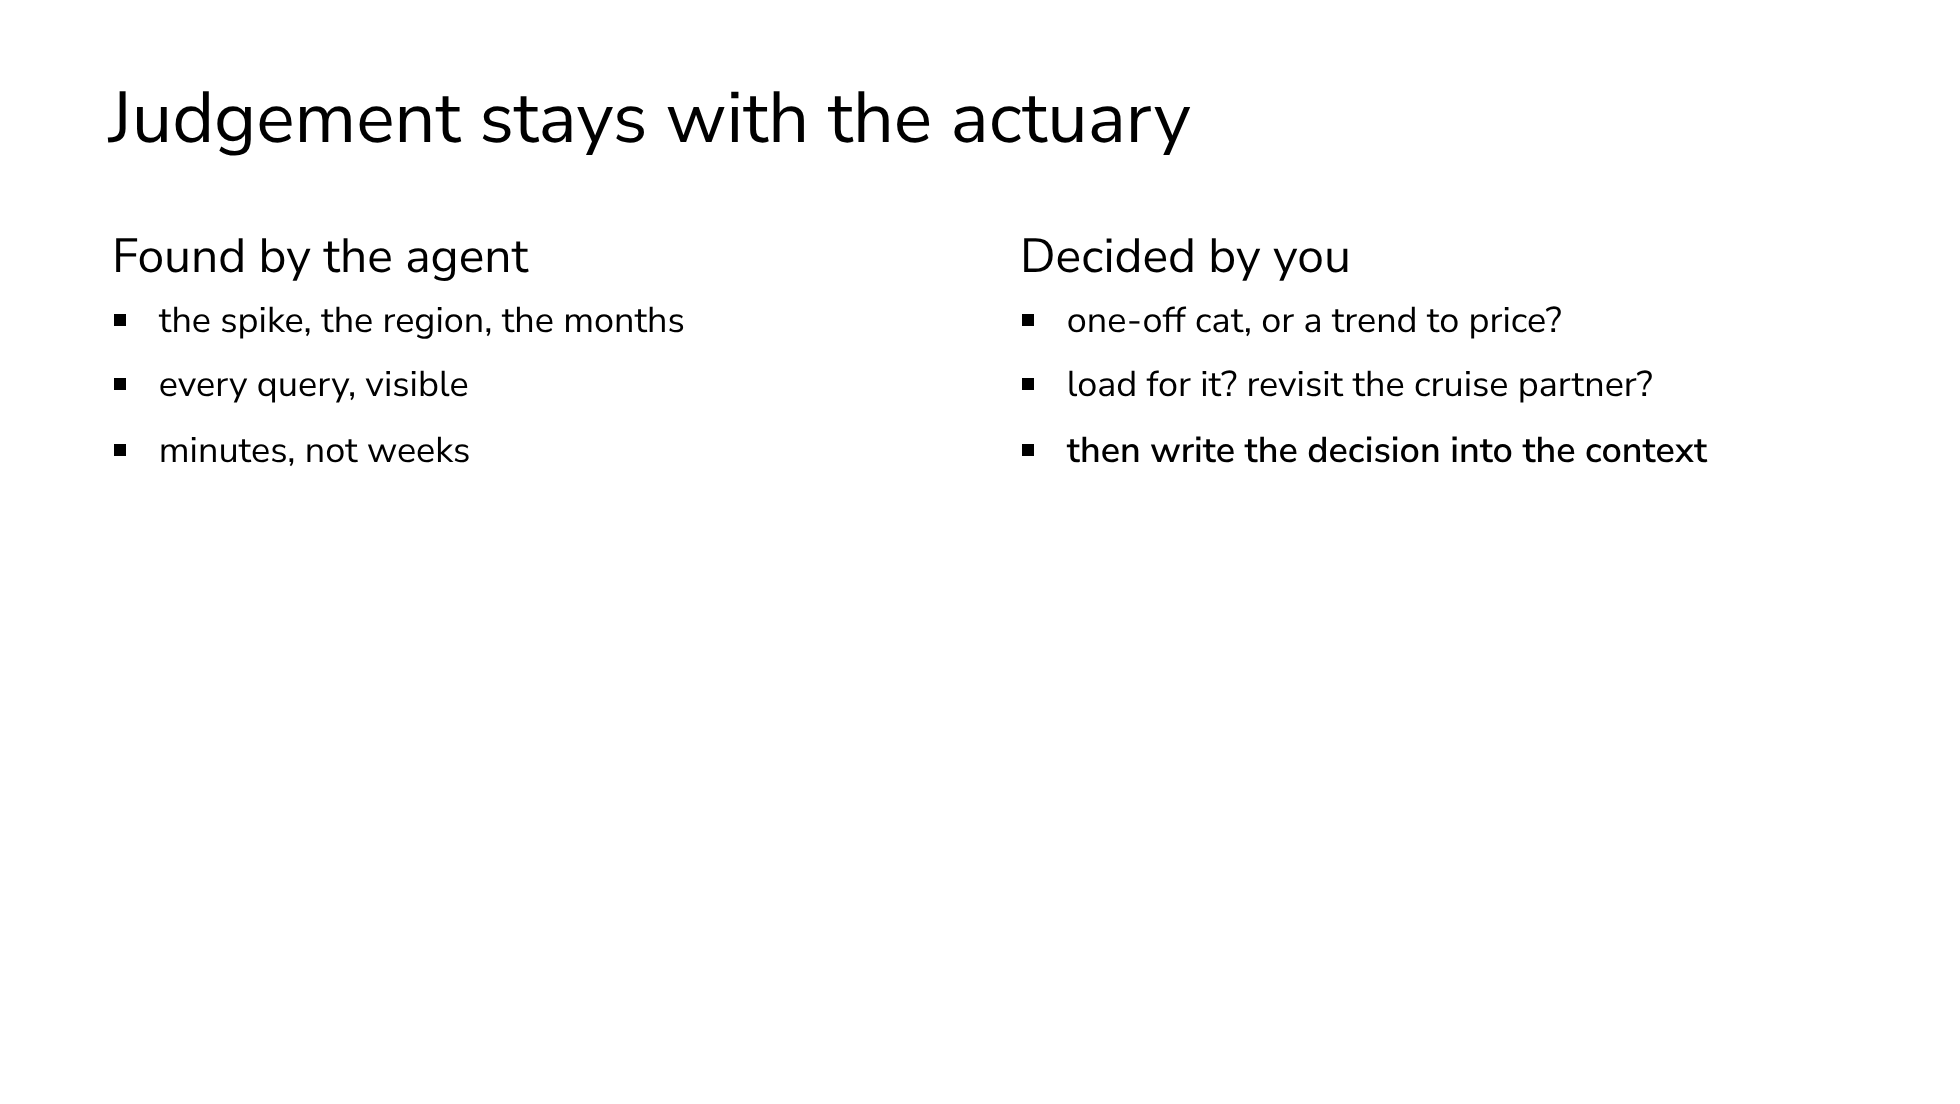 Judgement stays with the actuary
Found by the agent
▪ the spike, the region, the months
▪ every query, visible
▪ minutes, not weeks
Decided by you
▪ one-off cat, or a trend to price?
▪ load for it? revisit the cruise partner?
▪ then write the decision into the context